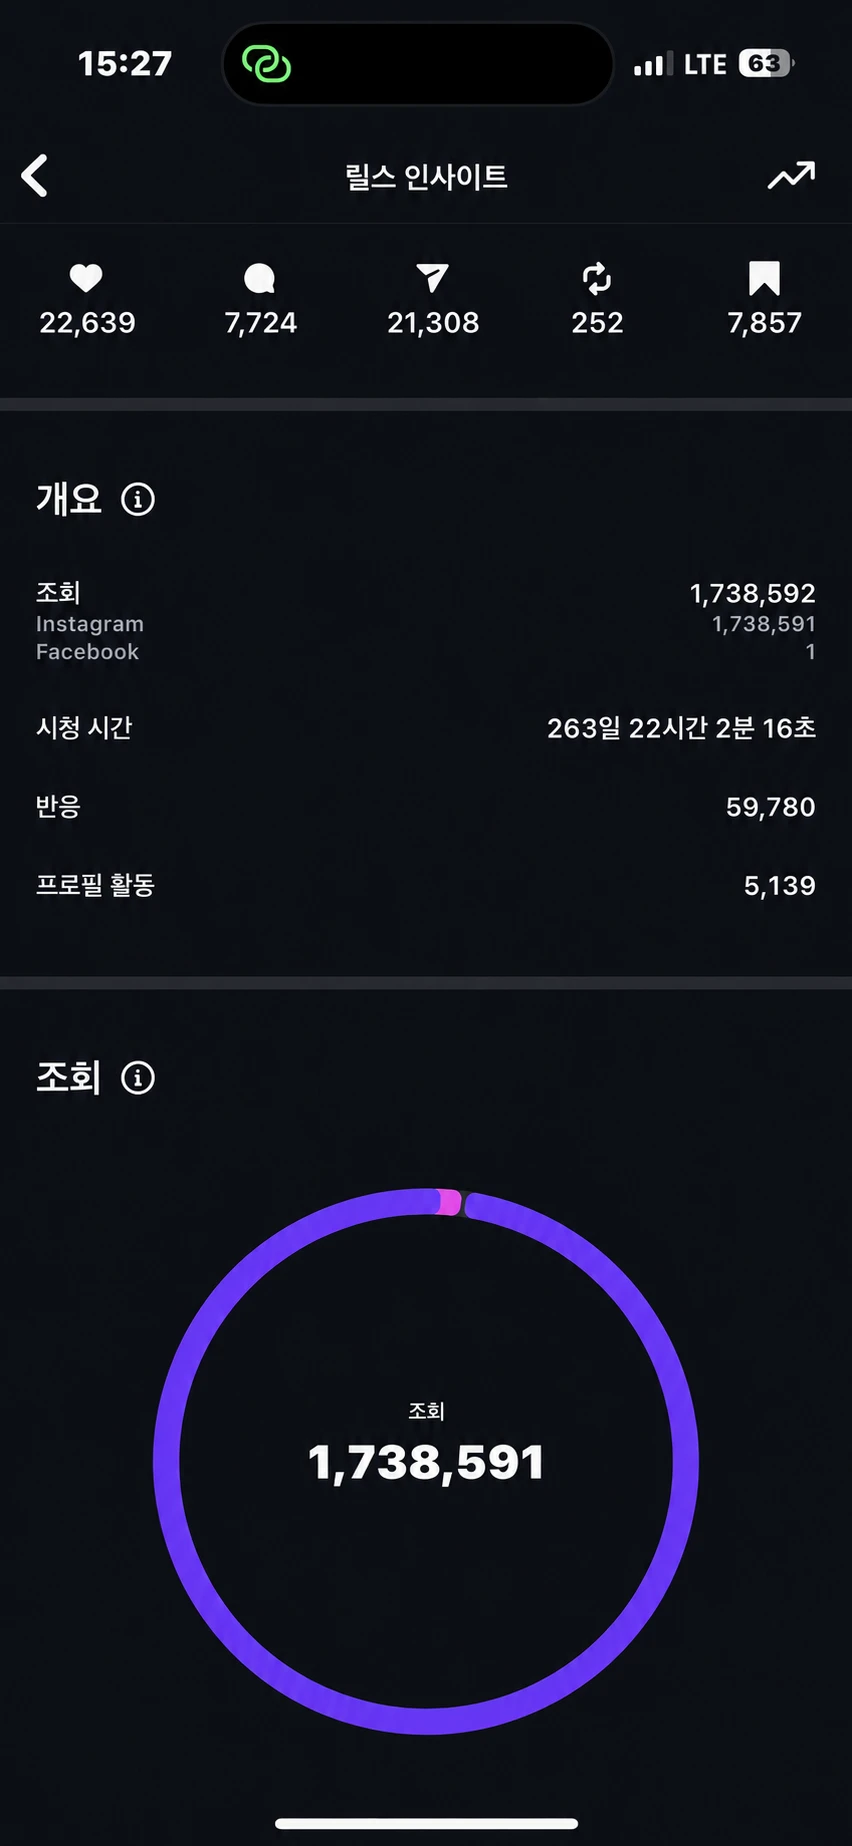 15:27 LTE 63
릴스 인사이트
22,639 7,724 21,308 252 7,857
개요
조회 1,738,592
Instagram 1,738,591
Facebook 1
시청 시간 263일 22시간 2분 16초
반응 59,780
프로필 활동 5,139
조회
조회
1,738,591